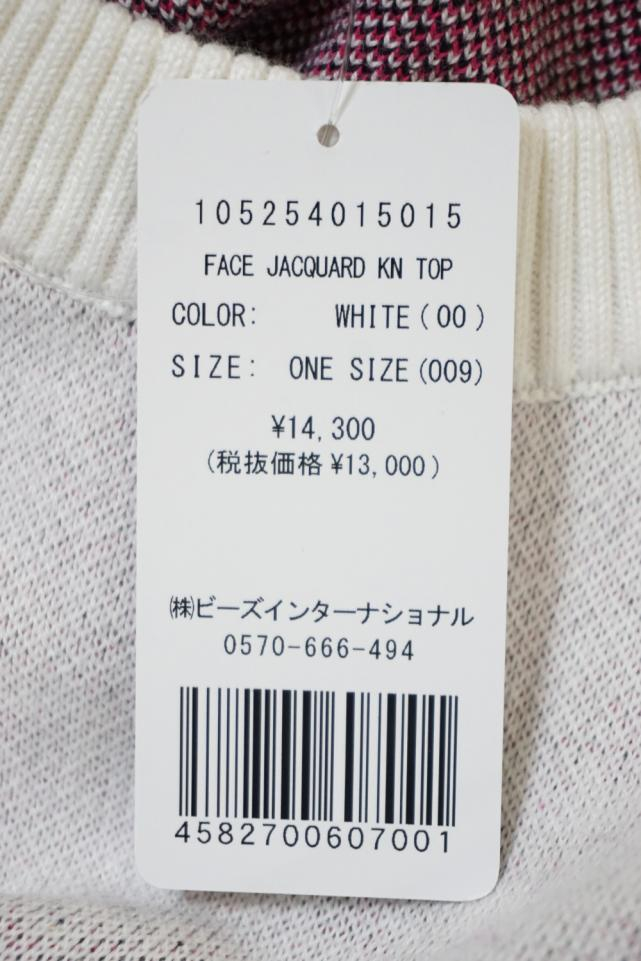 105254015015
FACE JACQUARD KN TOP
COLOR: WHITE(00)
SIZE: ONE SIZE(009)
¥14,300
(税抜価格¥13,000)
㈱ビーズインターナショナル
0570-666-494
4582700607001